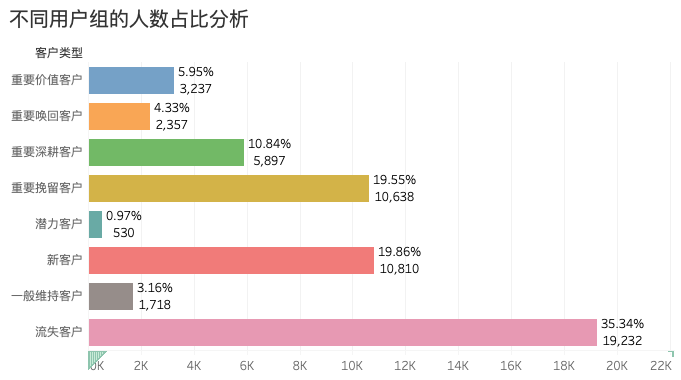 不同用户组的人数占比分析
客户类型
重要价值客户
5.95%
3,237
重要唤回客户
4.33%
2,357
重要深耕客户
10.84%
5,897
重要挽留客户
19.55%
10,638
潜力客户
0.97%
530
新客户
19.86%
10,810
一般维持客户
3.16%
1,718
流失客户
35.34%
19,232
0K 2K 4K 6K 8K 10K 12K 14K 16K 18K 20K 22K